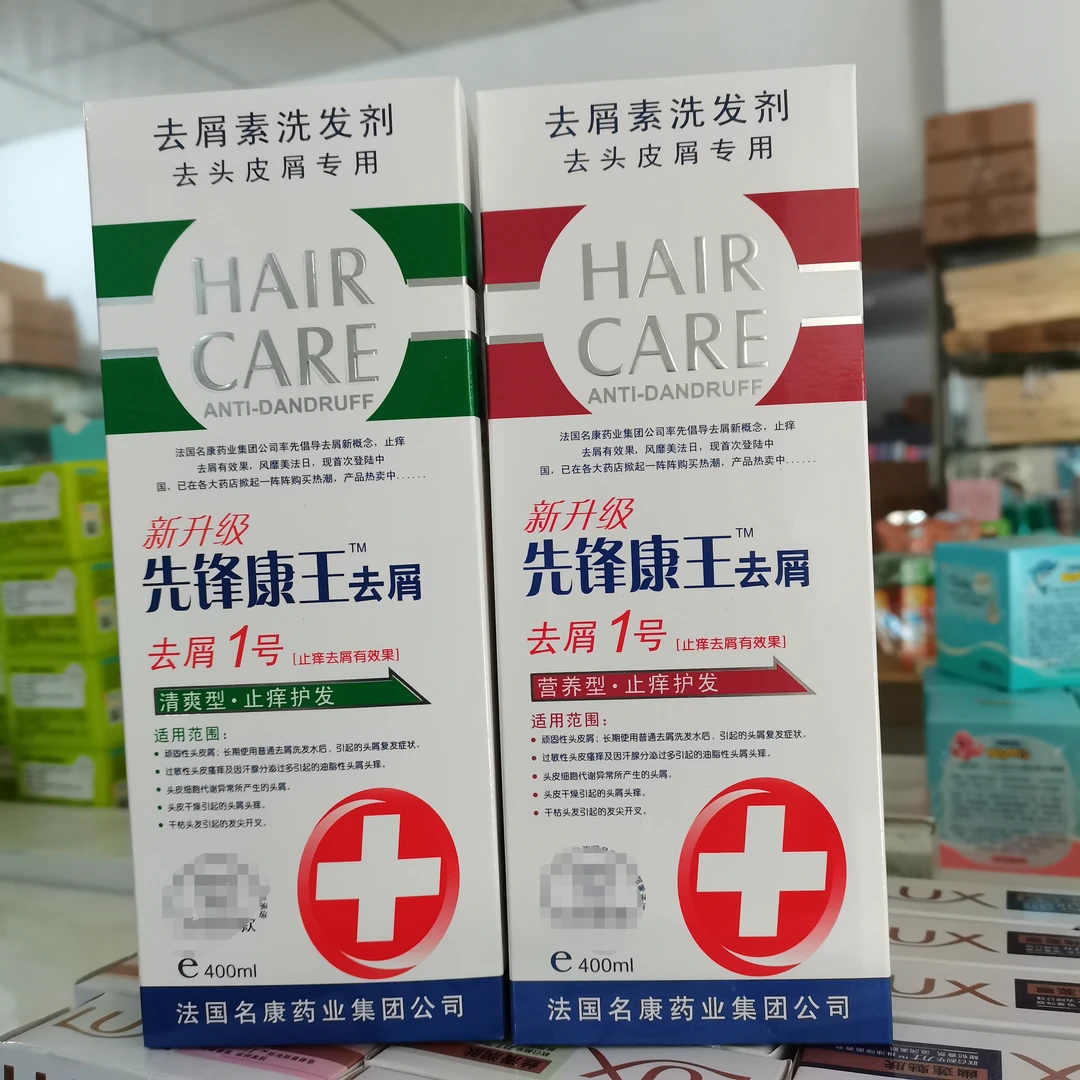 去屑素洗发剂
去头皮屑专用
HAIR
CARE
ANTI-DANDRUFF
法国名康药业集团公司率先倡导去屑新概念，止痒
去屑有效果，风靡美法日，现首次登陆中
国，已在各大药店掀起一阵阵购买热潮，产品热卖中......
新升级
先锋康王™去屑
去屑1号 [止痒去屑有效果]
清爽型·止痒护发
适用范围：
• 顽固性头皮屑；长期使用普通去屑洗发水后、引起的头屑复发症状。
• 过敏性头皮瘙痒及因汗腺分泌过多引起的油脂性头屑头痒。
• 头皮细胞代谢异常所产生的头屑。
• 头皮干燥引起的头屑头痒。
• 干枯头发引起的发尖开叉。
款
e 400ml
法国名康药业集团公司
去屑素洗发剂
去头皮屑专用
HAIR
CARE
ANTI-DANDRUFF
法国名康药业集团公司率先倡导去屑新概念，止痒
去屑有效果，风靡美法日，现首次登陆中
国，已在各大药店掀起一阵阵购买热潮，产品热卖中......
新升级
先锋康王™去屑
去屑1号 [止痒去屑有效果]
营养型·止痒护发
适用范围：
• 顽固性头皮屑；长期使用普通去屑洗发水后、引起的头屑复发症状。
• 过敏性头皮瘙痒及因汗腺分泌过多引起的油脂性头屑头痒。
• 头皮细胞代谢异常所产生的头屑。
• 头皮干燥引起的头屑头痒。
• 干枯头发引起的发尖开叉。
e 400ml
法国名康药业集团公司
LUX
UX
UX